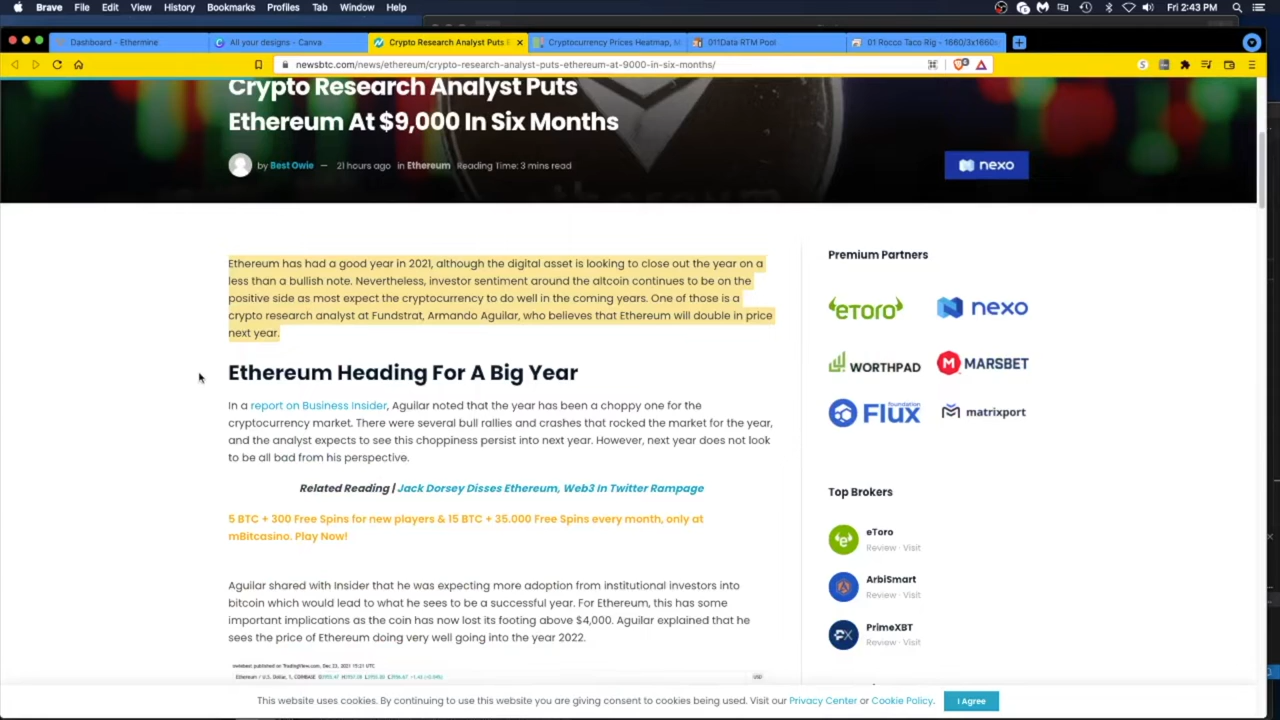 Brave File Edit View History Bookmarks Profiles Tab Window Help
Fri 2:43 PM
Dashboard - Ethermine
All your designs - Canva
Crypto Research Analyst Puts E
Cryptocurrency Prices Heatmap, M
011Data RTM Pool
01 Rocco Taco Rig - 1660/3x1660s
newsbtc.com/news/ethereum/crypto-research-analyst-puts-ethereum-at-9000-in-six-months/
Crypto Research Analyst Puts
Ethereum At $9,000 In Six Months
by Best Owie — 21 hours ago in Ethereum Reading Time: 3 mins read
nexo
Ethereum has had a good year in 2021, although the digital asset is looking to close out the year on a
less than a bullish note. Nevertheless, investor sentiment around the altcoin continues to be on the
positive side as most expect the cryptocurrency to do well in the coming years. One of those is a
crypto research analyst at Fundstrat, Armando Aguilar, who believes that Ethereum will double in price
next year.
Ethereum Heading For A Big Year
In a report on Business Insider, Aguilar noted that the year has been a choppy one for the
cryptocurrency market. There were several bull rallies and crashes that rocked the market for the year,
and the analyst expects to see this choppiness persist into next year. However, next year does not look
to be all bad from his perspective.
Related Reading | Jack Dorsey Disses Ethereum, Web3 In Twitter Rampage
5 BTC + 300 Free Spins for new players & 15 BTC + 35.000 Free Spins every month, only at
mBitcasino. Play Now!
Aguilar shared with Insider that he was expecting more adoption from institutional investors into
bitcoin which would lead to what he sees to be a successful year. For Ethereum, this has some
important implications as the coin has now lost its footing above $4,000. Aguilar explained that he
sees the price of Ethereum doing very well going into the year 2022.
published on TradingView.com, Dec 23, 2021 15:21 UTC
Ethereum / U.S. Dollar, 1, COINBASE
Premium Partners
eToro
nexo
WORTHPAD
MARSBET
Flux
foundation
matrixport
Top Brokers
eToro
Review · Visit
ArbiSmart
Review · Visit
PrimeXBT
Review · Visit
This website uses cookies. By continuing to use this website you are giving consent to cookies being used. Visit our Privacy Center or Cookie Policy.
I Agree